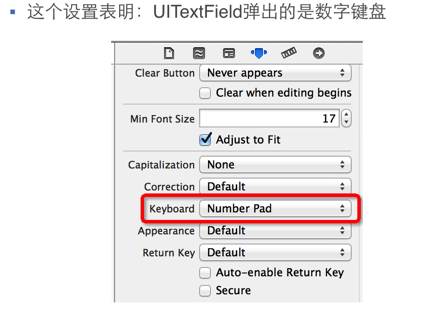 ▪ 这个设置表明：UITextField弹出的是数字键盘
Clear Button Never appears
Clear when editing begins
Min Font Size 17
Adjust to Fit
Capitalization None
Correction Default
Keyboard Number Pad
Appearance Default
Return Key Default
Auto-enable Return Key
Secure